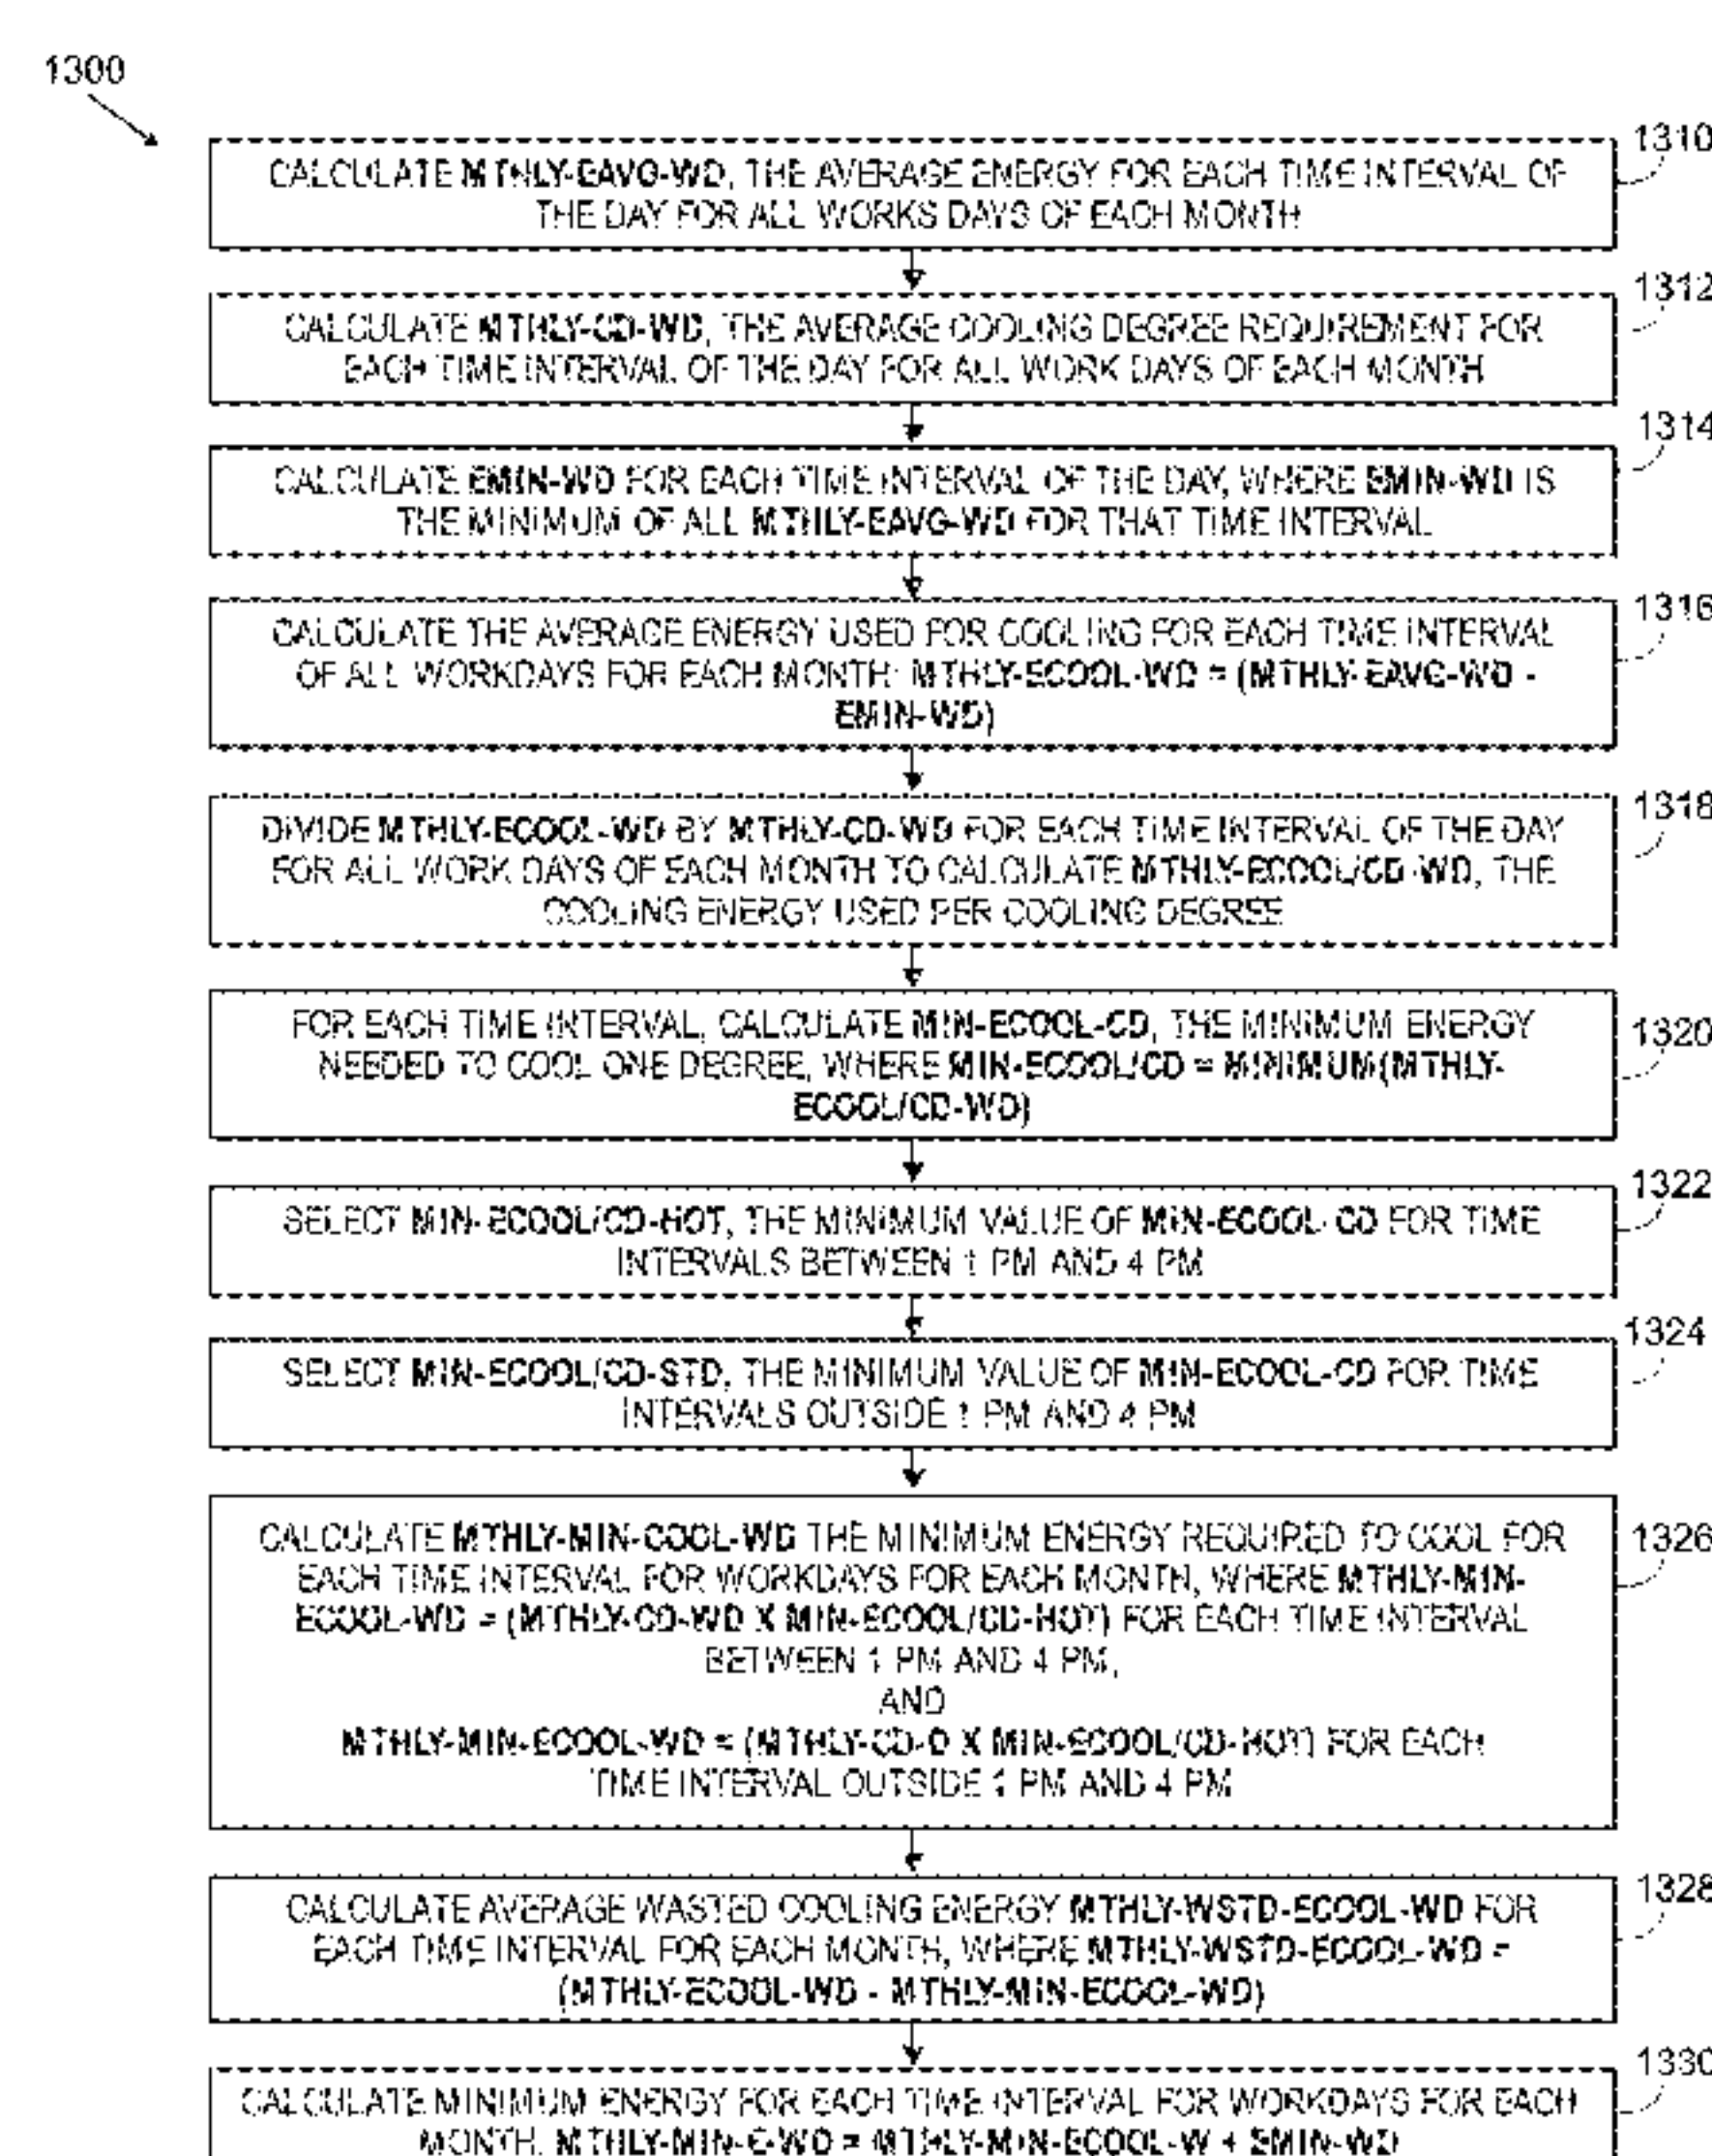 1300
1310
CALCULATE MTHLY-EAVG-WD, THE AVERAGE ENERGY FOR EACH TIME INTERVAL OF
THE DAY FOR ALL WORKS DAYS OF EACH MONTH
1312
CALCULATE MTHLY-CD-WD, THE AVERAGE COOLING DEGREE REQUIREMENT FOR
EACH TIME INTERVAL OF THE DAY FOR ALL WORK DAYS OF EACH MONTH
1314
CALCULATE EMIN-WD FOR EACH TIME INTERVAL OF THE DAY, WHERE EMIN-WD IS
THE MINIMUM OF ALL MTHLY-EAVG-WD FOR THAT TIME INTERVAL
1316
CALCULATE THE AVERAGE ENERGY USED FOR COOLING FOR EACH TIME INTERVAL
OF ALL WORKDAYS FOR EACH MONTH: MTHLY-ECOOL-WD = (MTHLY-EAVG-WD -
EMIN-WD)
1318
DIVIDE MTHLY-ECOOL-WD BY MTHLY-CD-WD FOR EACH TIME INTERVAL OF THE DAY
FOR ALL WORK DAYS OF EACH MONTH TO CALCULATE MTHLY-ECOOL/CD-WD, THE
COOLING ENERGY USED PER COOLING DEGREE
1320
FOR EACH TIME INTERVAL, CALCULATE MIN-ECOOL-CD, THE MINIMUM ENERGY
NEEDED TO COOL ONE DEGREE, WHERE MIN-ECOOL/CD = MINIMUM(MTHLY-
ECOOL/CD-WD)
1322
SELECT MIN-ECOOL/CD-HOT, THE MINIMUM VALUE OF MIN-ECOOL-CD FOR TIME
INTERVALS BETWEEN 1 PM AND 4 PM
1324
SELECT MIN-ECOOL/CD-STD, THE MINIMUM VALUE OF MIN-ECOOL-CD FOR TIME
INTERVALS OUTSIDE 1 PM AND 4 PM
1326
CALCULATE MTHLY-MIN-COOL-WD THE MINIMUM ENERGY REQUIRED TO COOL FOR
EACH TIME INTERVAL FOR WORKDAYS FOR EACH MONTH, WHERE MTHLY-MIN-
ECOOL-WD = (MTHLY-CD-WD X MIN-ECOOL/CD-HOT) FOR EACH TIME INTERVAL
BETWEEN 1 PM AND 4 PM,
AND
MTHLY-MIN-ECOOL-WD = (MTHLY-CD-D X MIN-ECOOL/CD-HOT) FOR EACH
TIME INTERVAL OUTSIDE 1 PM AND 4 PM
1328
CALCULATE AVERAGE WASTED COOLING ENERGY MTHLY-WSTD-ECOOL-WD FOR
EACH TIME INTERVAL FOR EACH MONTH, WHERE MTHLY-WSTD-ECOOL-WD =
(MTHLY-ECOOL-WD - MTHLY-MIN-ECOOL-WD)
1330
CALCULATE MINIMUM ENERGY FOR EACH TIME INTERVAL FOR WORKDAYS FOR EACH
MONTH. MTHLY-MIN-E-WD = MTHLY-MIN-ECOOL-W + EMIN-WD